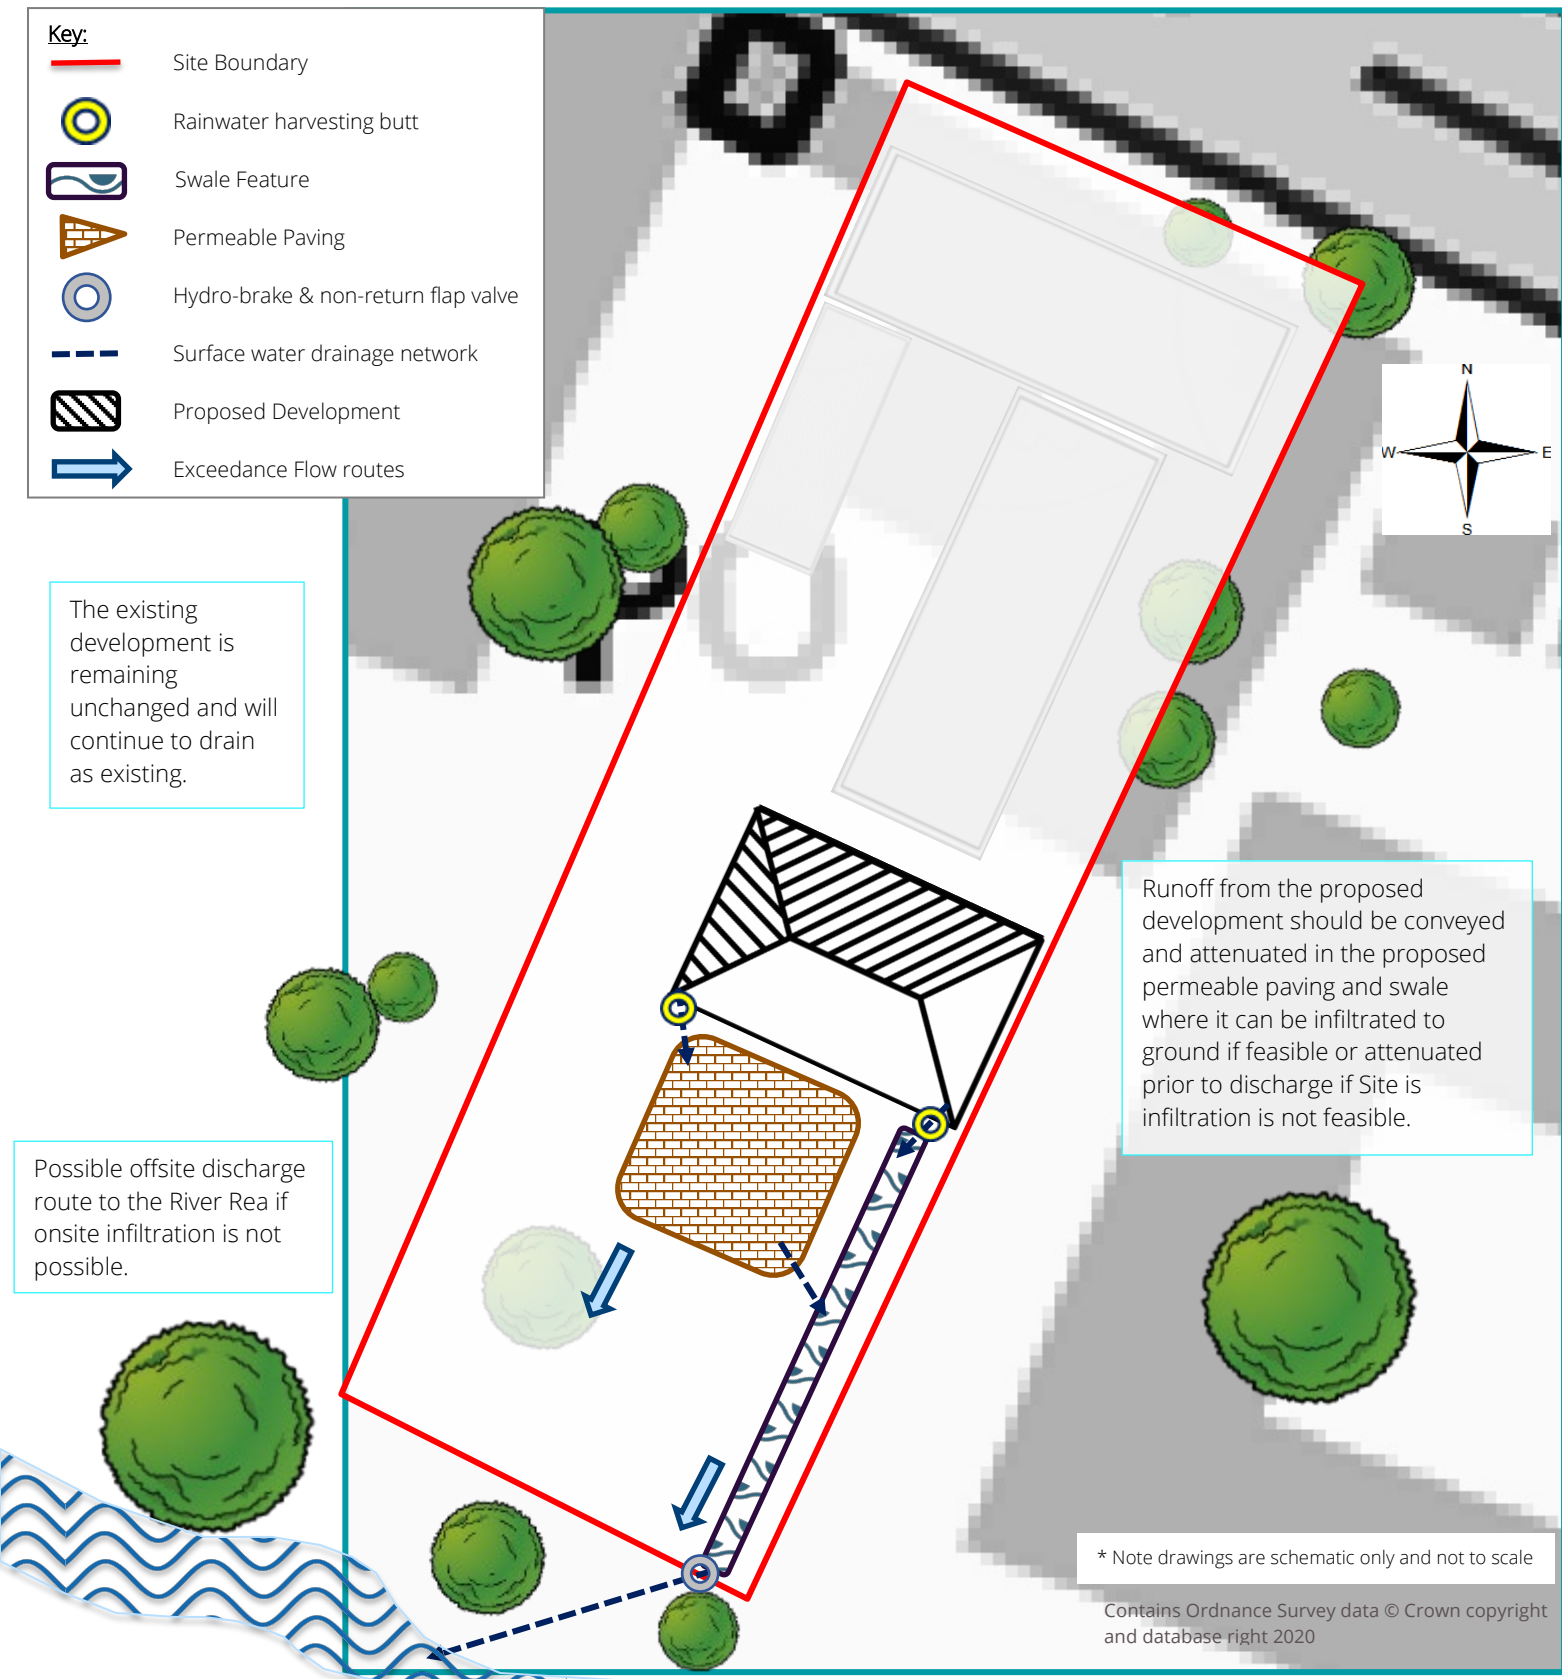 Key:
Site Boundary
Rainwater harvesting butt
Swale Feature
Permeable Paving
Hydro-brake & non-return flap valve
Surface water drainage network
Proposed Development
Exceedance Flow routes
N
W
E
S
The existing
development is
remaining
unchanged and will
continue to drain
as existing.
Runoff from the proposed
development should be conveyed
and attenuated in the proposed
permeable paving and swale
where it can be infiltrated to
ground if feasible or attenuated
prior to discharge if Site is
infiltration is not feasible.
Possible offsite discharge
route to the River Rea if
onsite infiltration is not
possible.
* Note drawings are schematic only and not to scale
Contains Ordnance Survey data © Crown copyright
and database right 2020